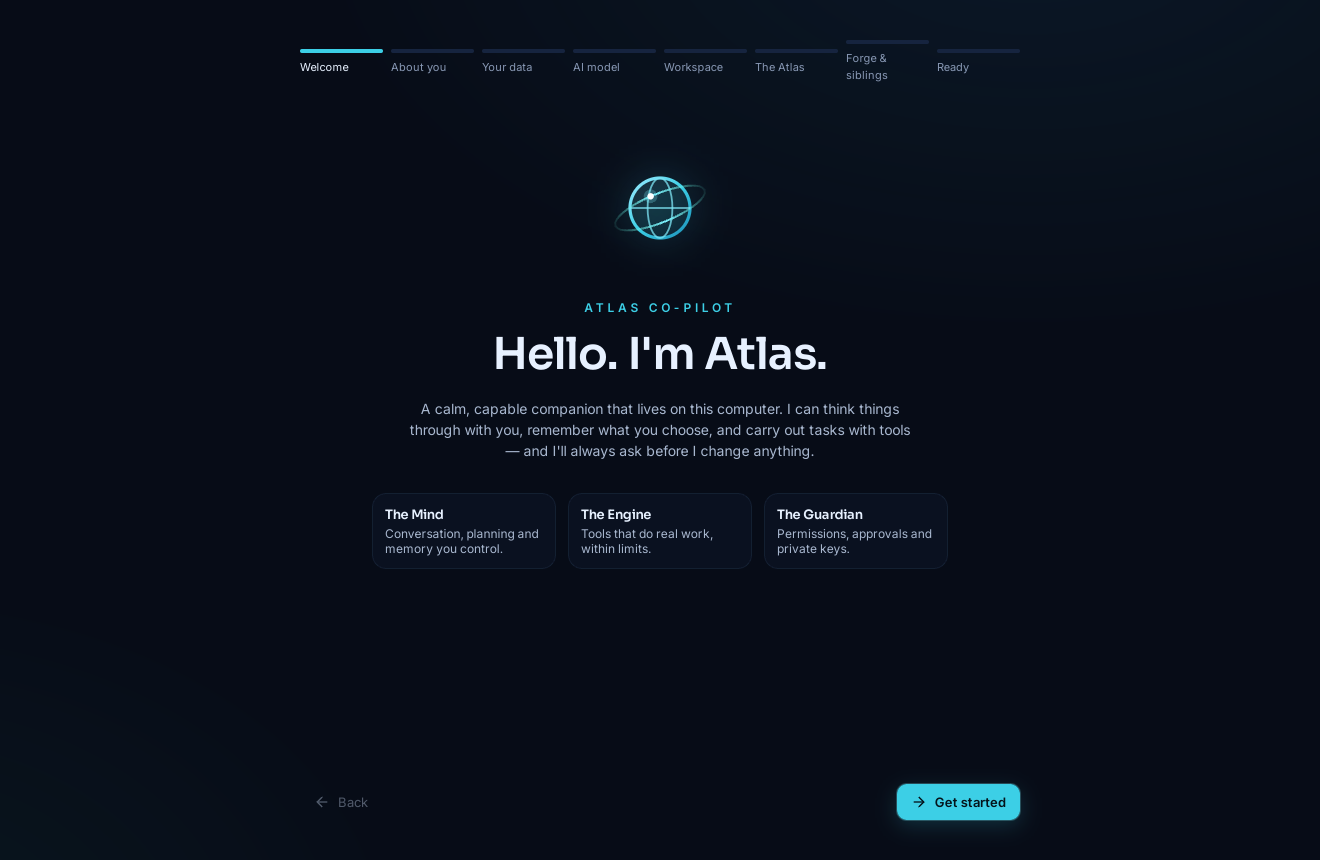 Welcome
About you
Your data
AI model
Workspace
The Atlas
Forge &
siblings
Ready
ATLAS CO-PILOT
Hello. I'm Atlas.
A calm, capable companion that lives on this computer. I can think things
through with you, remember what you choose, and carry out tasks with tools
— and I'll always ask before I change anything.
The Mind
Conversation, planning and
memory you control.
The Engine
Tools that do real work,
within limits.
The Guardian
Permissions, approvals and
private keys.
Back
Get started